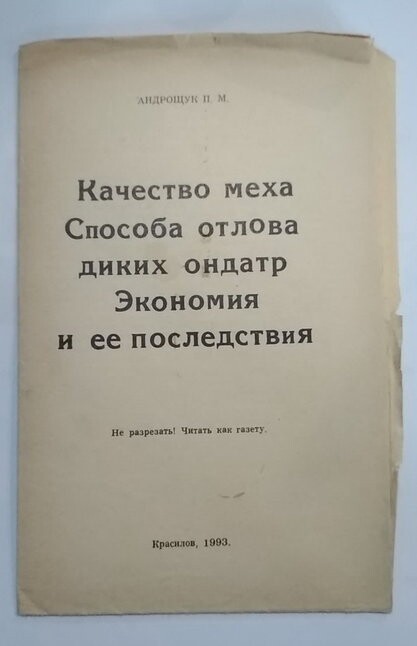 АНДРОЩУК П. М.
Качество меха
Способа отлова
диких ондатр
Экономия
и ее последствия
Не разрезать! Читать как газету.
Красилов, 1993.